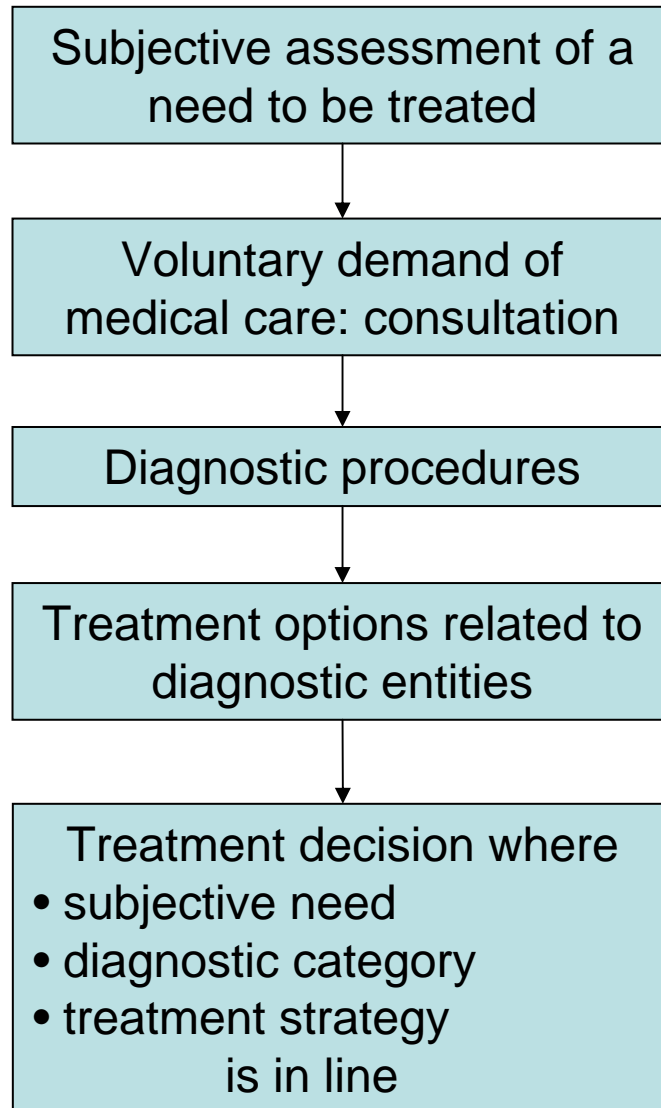 Subjective assessment of a
need to be treated
Voluntary demand of
medical care: consultation
Diagnostic procedures
Treatment options related to
diagnostic entities
Treatment decision where
• subjective need
• diagnostic category
• treatment strategy
is in line